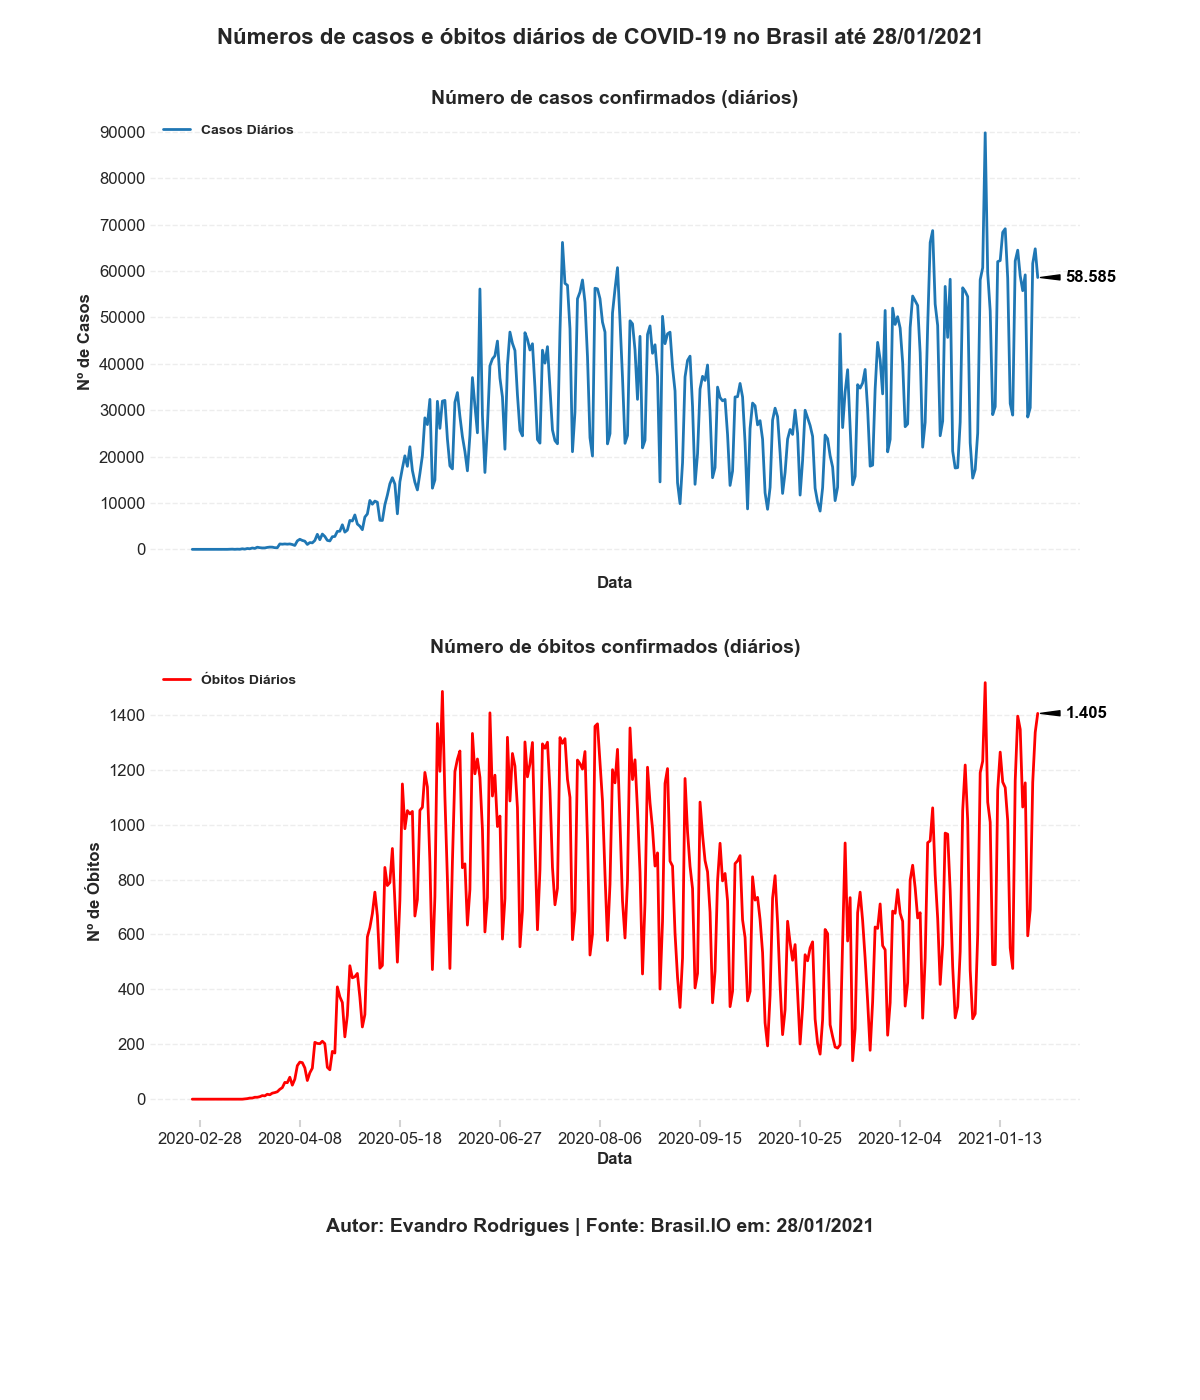 Números de casos e óbitos diários de COVID-19 no Brasil até 28/01/2021
Número de casos confirmados (diários)
Casos Diários
90000
80000
70000
60000
50000
40000
30000
20000
10000
0
Nº de Casos
58.585
Data
Número de óbitos confirmados (diários)
Óbitos Diários
1400
1200
1000
800
600
400
200
0
Nº de Óbitos
1.405
2020-02-28 2020-04-08 2020-05-18 2020-06-27 2020-08-06 2020-09-15 2020-10-25 2020-12-04 2021-01-13
Data
Autor: Evandro Rodrigues | Fonte: Brasil.IO em: 28/01/2021